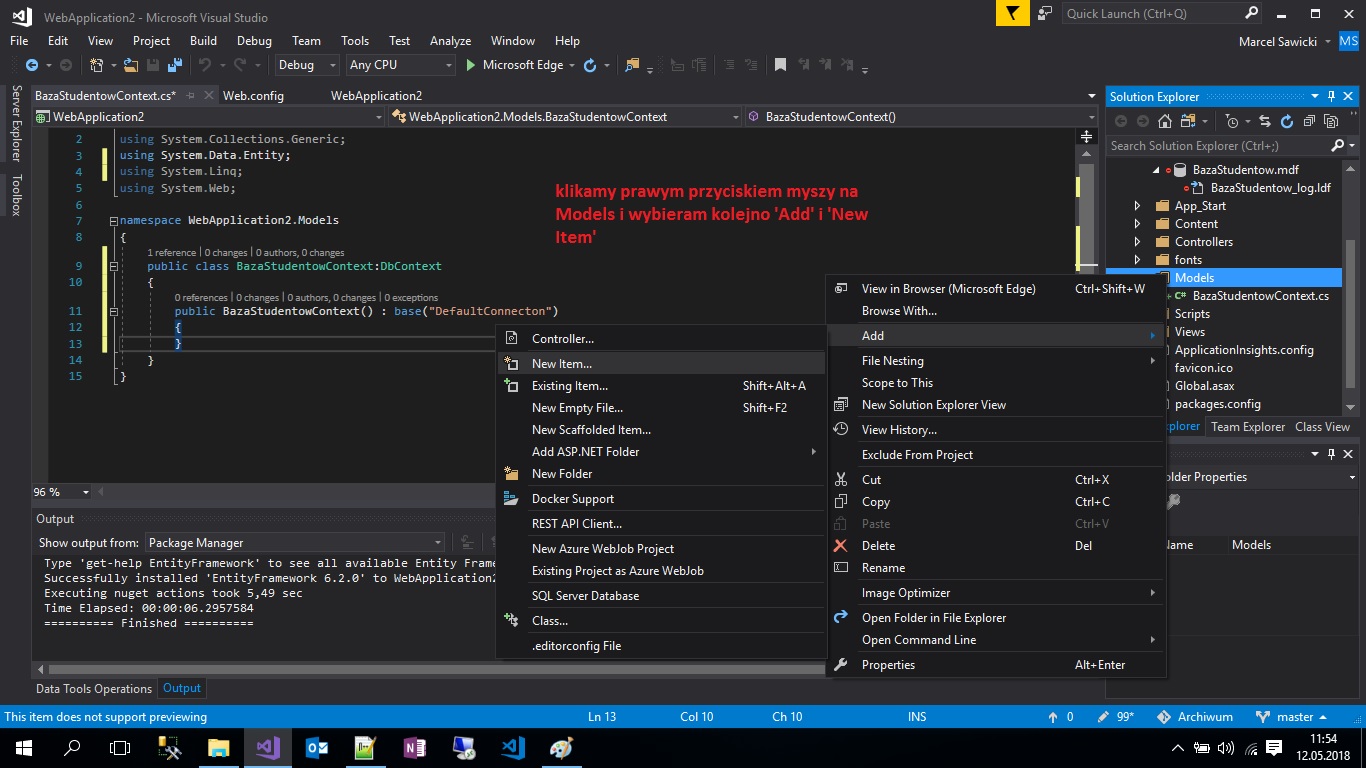 WebApplication2 - Microsoft Visual Studio
Quick Launch (Ctrl+Q)
File Edit View Project Build Debug Team Tools Test Analyze Window Help
Marcel Sawicki MS
Debug Any CPU Microsoft Edge
Server Explorer
Toolbox
BazaStudentowContext.cs* Web.config WebApplication2
WebApplication2 WebApplication2.Models.BazaStudentowContext BazaStudentowContext()
2 using System.Collections.Generic;
3 using System.Data.Entity;
4 using System.Linq;
5 using System.Web;
6
7 namespace WebApplication2.Models
8 {
1 reference | 0 changes | 0 authors, 0 changes
9 public class BazaStudentowContext:DbContext
10 {
0 references | 0 changes | 0 authors, 0 changes | 0 exceptions
11 public BazaStudentowContext() : base("DefaultConnecton")
12 {
13 }
14 }
15 }
klikamy prawym przyciskiem myszy na
Models i wybieram kolejno 'Add' i 'New
Item'
96 %
Controller...
New Item...
Existing Item... Shift+Alt+A
New Empty File... Shift+F2
New Scaffolded Item...
Add ASP.NET Folder
New Folder
Docker Support
REST API Client...
New Azure WebJob Project
Existing Project as Azure WebJob
SQL Server Database
Class...
.editorconfig File
View in Browser (Microsoft Edge) Ctrl+Shift+W
Browse With...
Add
File Nesting
Scope to This
New Solution Explorer View
View History...
Exclude From Project
Cut Ctrl+X
Copy Ctrl+C
Paste Ctrl+V
Delete Del
Rename
Image Optimizer
Open Folder in File Explorer
Open Command Line
Properties Alt+Enter
Solution Explorer
Search Solution Explorer (Ctrl+;)
BazaStudentow.mdf
BazaStudentow_log.ldf
App_Start
Content
Controllers
fonts
Models
C# BazaStudentowContext.cs
Scripts
Views
ApplicationInsights.config
favicon.ico
Global.asax
packages.config
plorer Team Explorer Class View
older Properties
ame Models
Output
Show output from: Package Manager
Type 'get-help EntityFramework' to see all available Entity Frame
Successfully installed 'EntityFramework 6.2.0' to WebApplication2
Executing nuget actions took 5,49 sec
Time Elapsed: 00:00:06.2957584
========== Finished ==========
Data Tools Operations Output
This item does not support previewing Ln 13 Col 10 Ch 10 INS 0 99* Archiwum master
11:54
12.05.2018